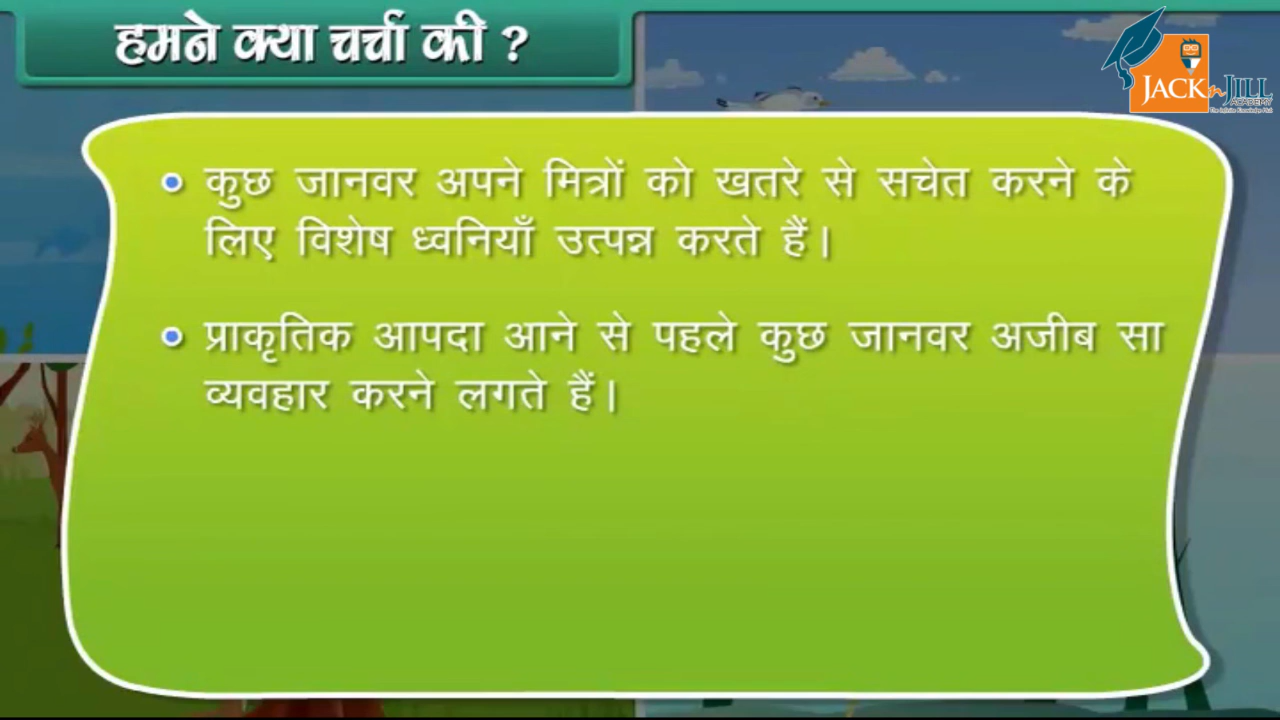 हमने क्या चर्चा की ?
JACK n JILL
ACADEMY
कुछ जानवर अपने मित्रों को खतरे से सचेत करने के
लिए विशेष ध्वनियाँ उत्पन्न करते हैं।
प्राकृतिक आपदा आने से पहले कुछ जानवर अजीब सा
व्यवहार करने लगते हैं।